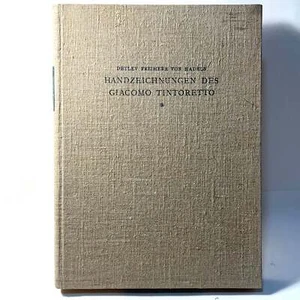 DETLEV FREIHERR VON HADELN
HANDZEICHNUNGEN DES
GIACOMO TINTORETTO